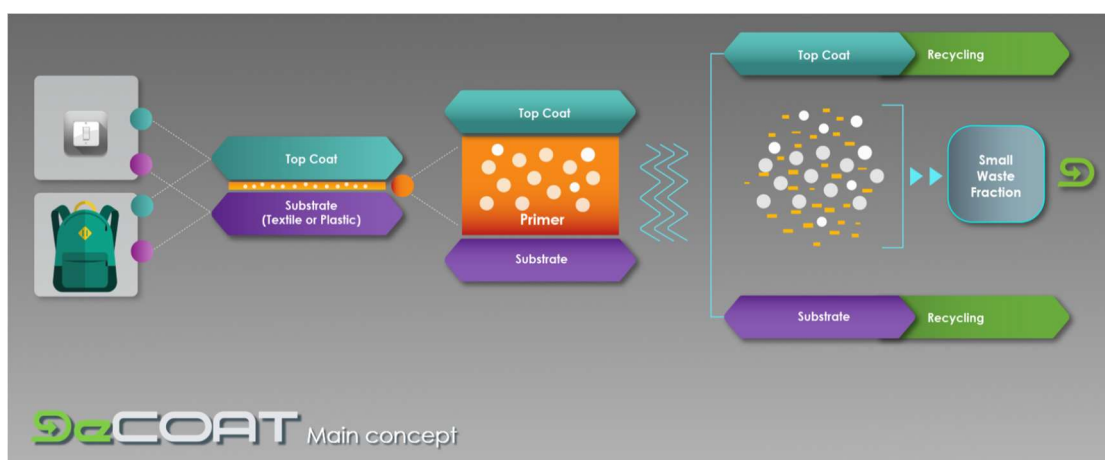 Top Coat
Substrate
(Textile or Plastic)
Top Coat
Primer
Substrate
Top Coat
Recycling
Small
Waste
Fraction
Substrate
Recycling
DeCOAT Main concept